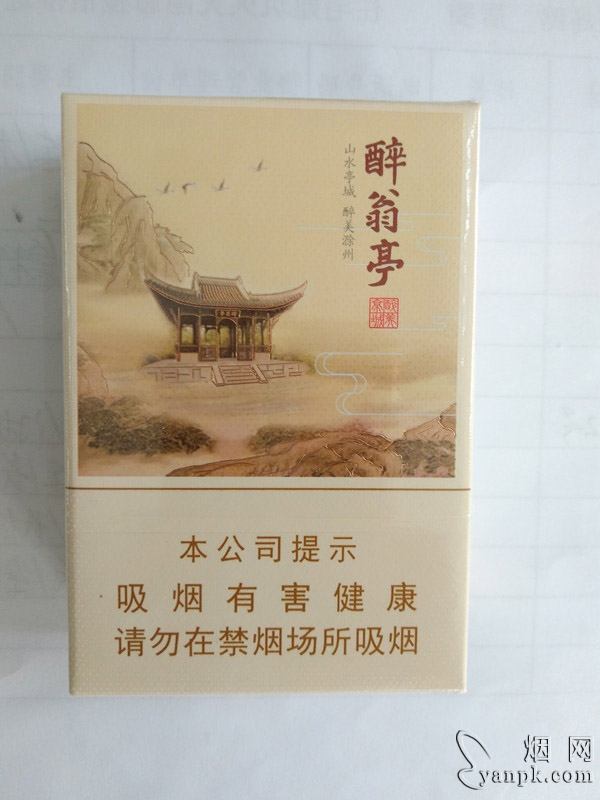 醉翁亭
山水亭城 醉美滁州
本公司提示
吸烟有害健康
请勿在禁烟场所吸烟
烟网
yanpk.com